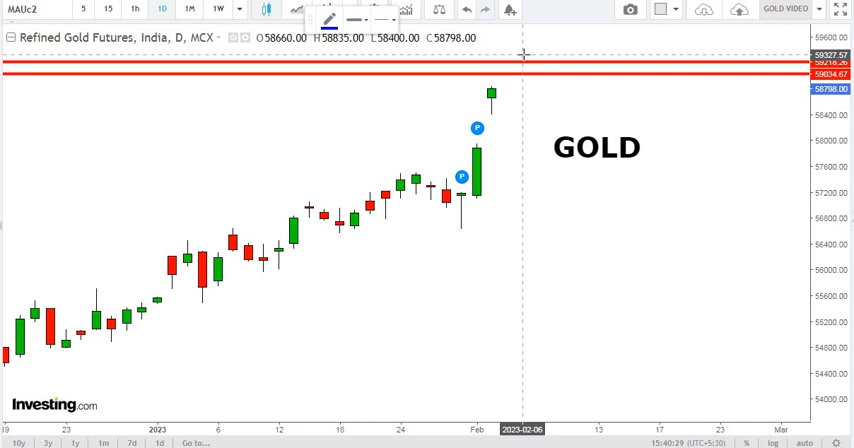 MAUc2 5 15 1h 1D 1M 1W GOLD VIDEO
Refined Gold Futures, India, D, MCX O58660.00 H58835.00 L58400.00 C58798.00
59600.00
59327.57
59218.26
59034.67
58798.00
58400.00
P
58000.00
GOLD
57600.00
P
57200.00
56800.00
56400.00
56000.00
55600.00
55200.00
54800.00
54400.00
54000.00
Investing.com
19 23 2023 6 12 18 24 Feb 2023-02-06 13 17 23 Mar
10y 3y 1y 1m 7d 1d Go to... 15:40:29 (UTC+5:30) % log auto